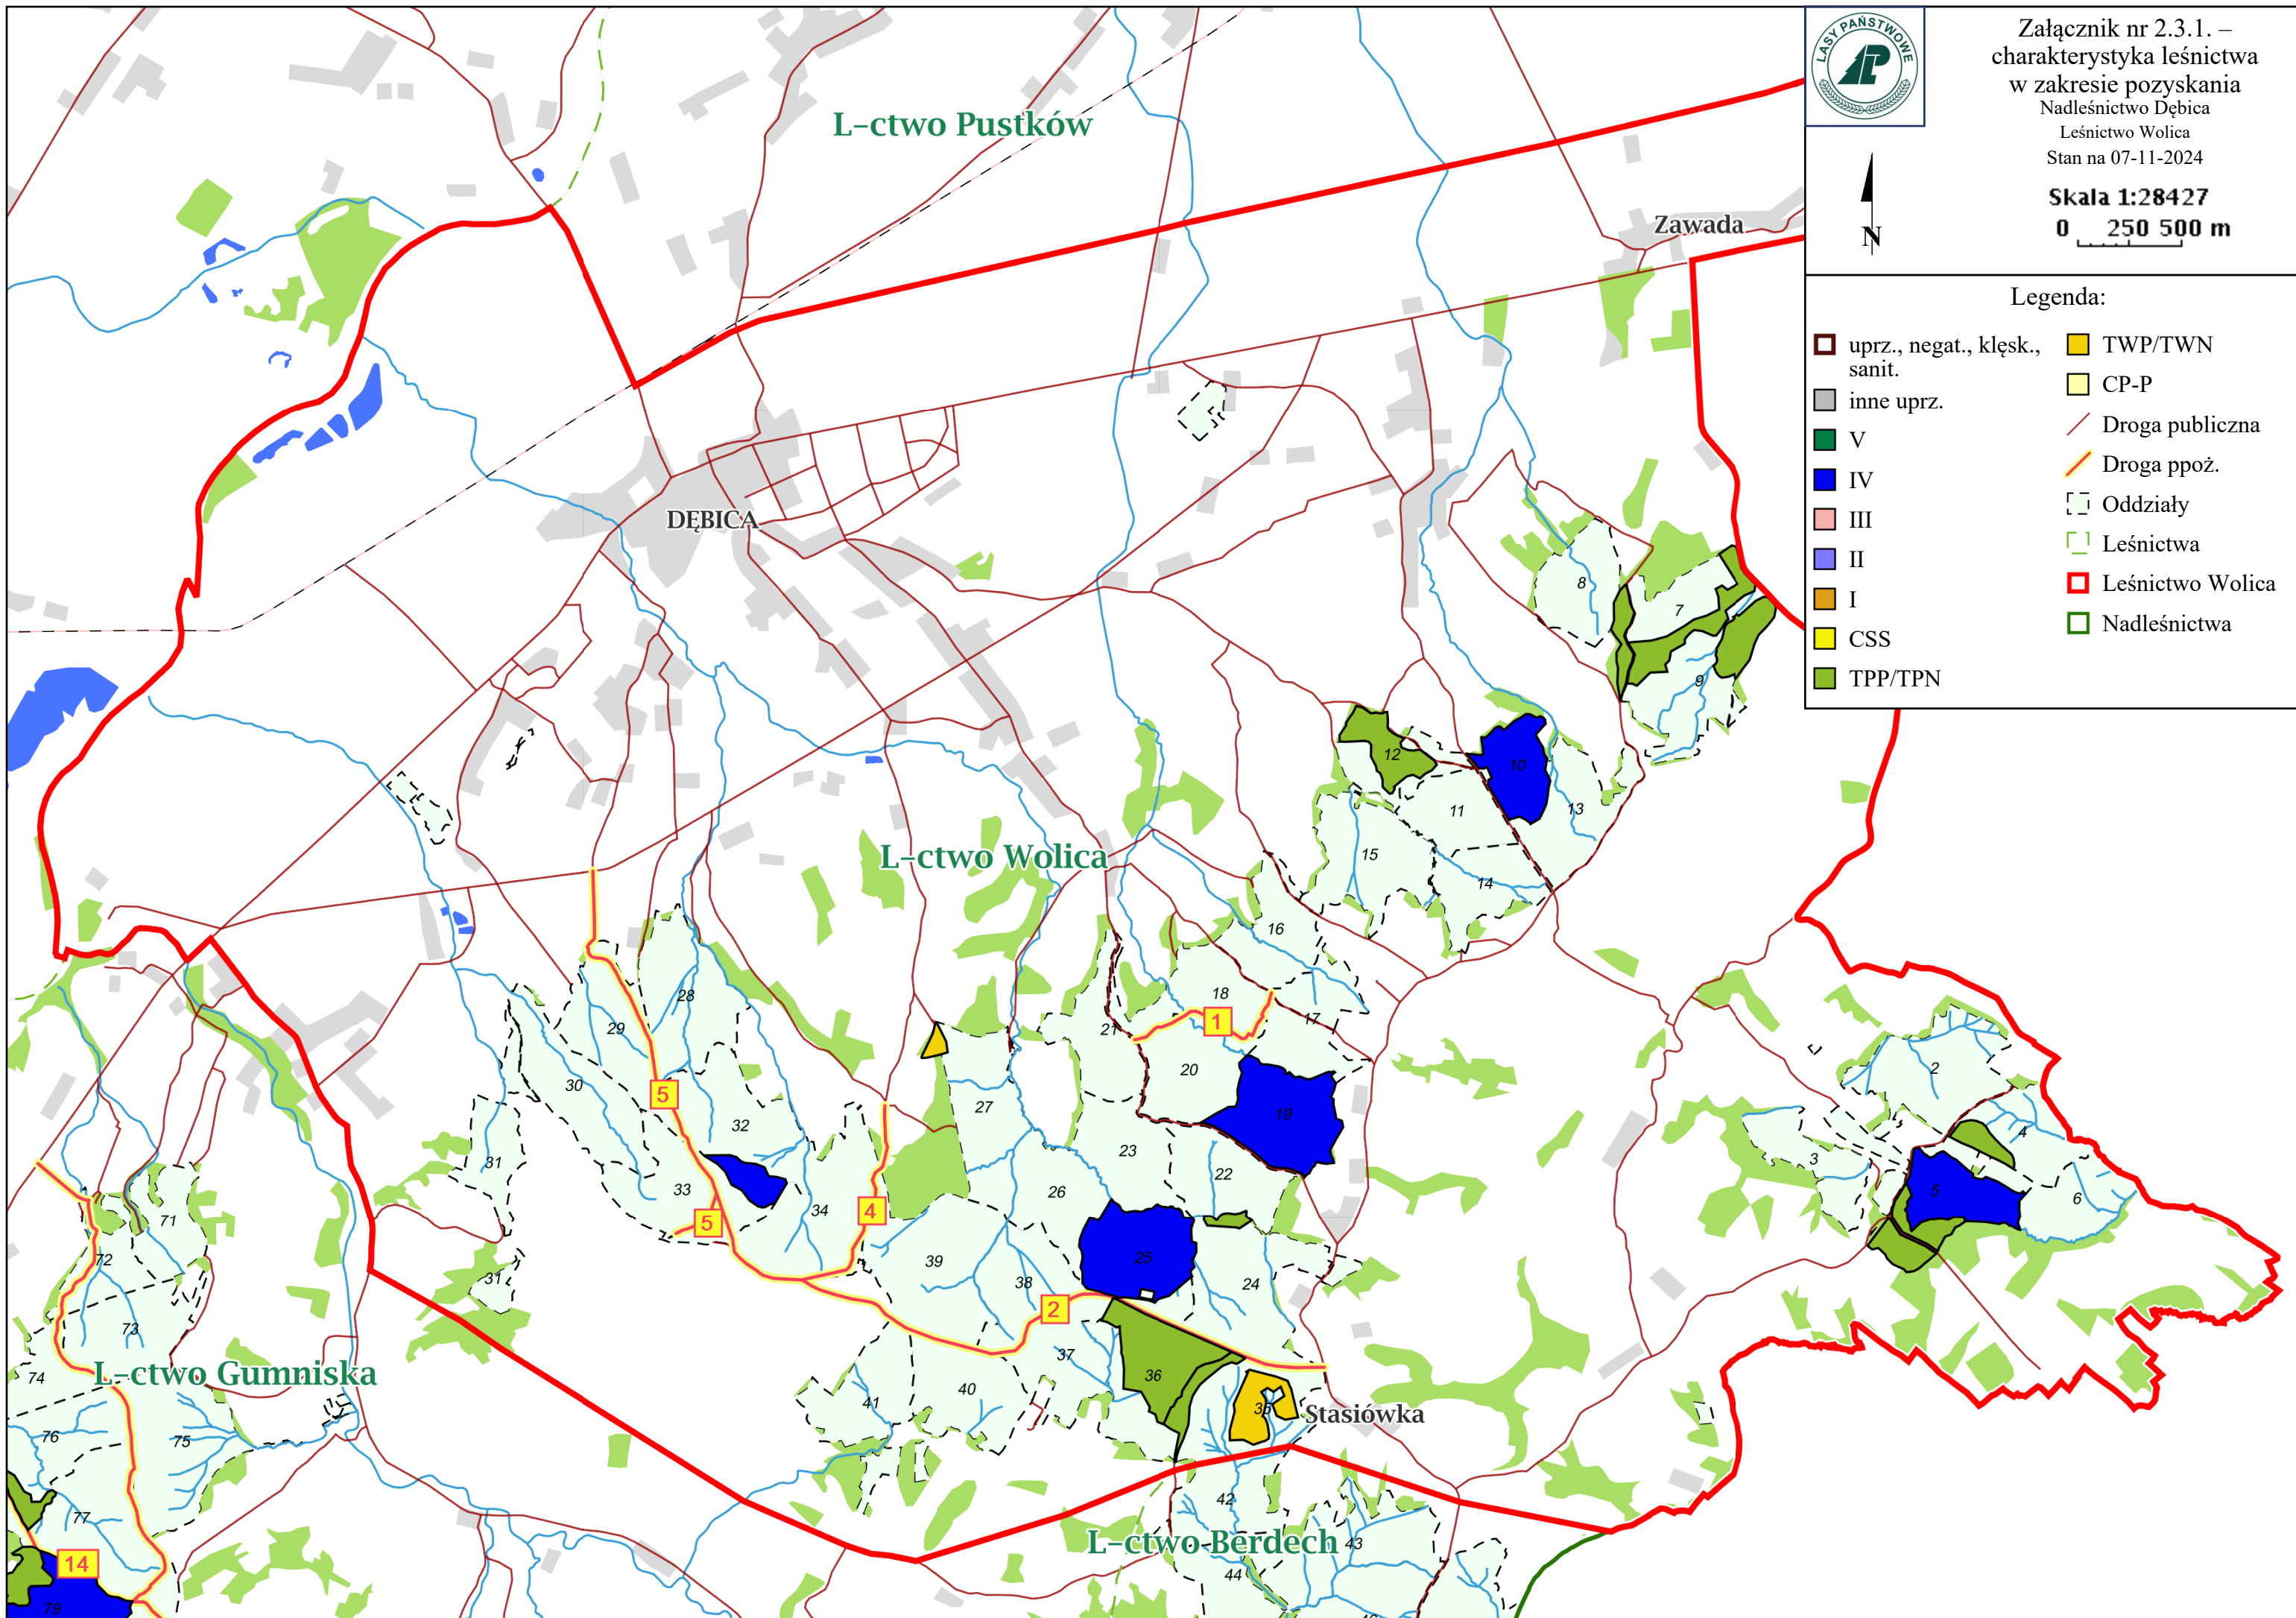 LASY PAŃSTWOWE
LP
Załącznik nr 2.3.1. –
charakterystyka leśnictwa
w zakresie pozyskania
Nadleśnictwo Dębica
Leśnictwo Wolica
Stan na 07-11-2024
N
Skala 1:28427
0 250 500 m
Legenda:
uprz., negat., klęsk.,
sanit.
inne uprz.
V
IV
III
II
I
CSS
TPP/TPN
TWP/TWN
CP-P
Droga publiczna
Droga ppoż.
Oddziały
Leśnictwa
Leśnictwo Wolica
Nadleśnictwa
L-ctwo Pustków
Zawada
DĘBICA
8
7
9
12
10
11
13
15
14
L-ctwo Wolica
16
28
18
1
17
29
21
20
2
30
5
27
19
32
4
31
23
3
33
22
26
5
6
34
4
5
71
72
39
25
38
24
31
2
73
37
L-ctwo Gumniska
74
36
40
41
35
Stasiówka
76
75
42
77
L-ctwo Berdech
43
14
44
79